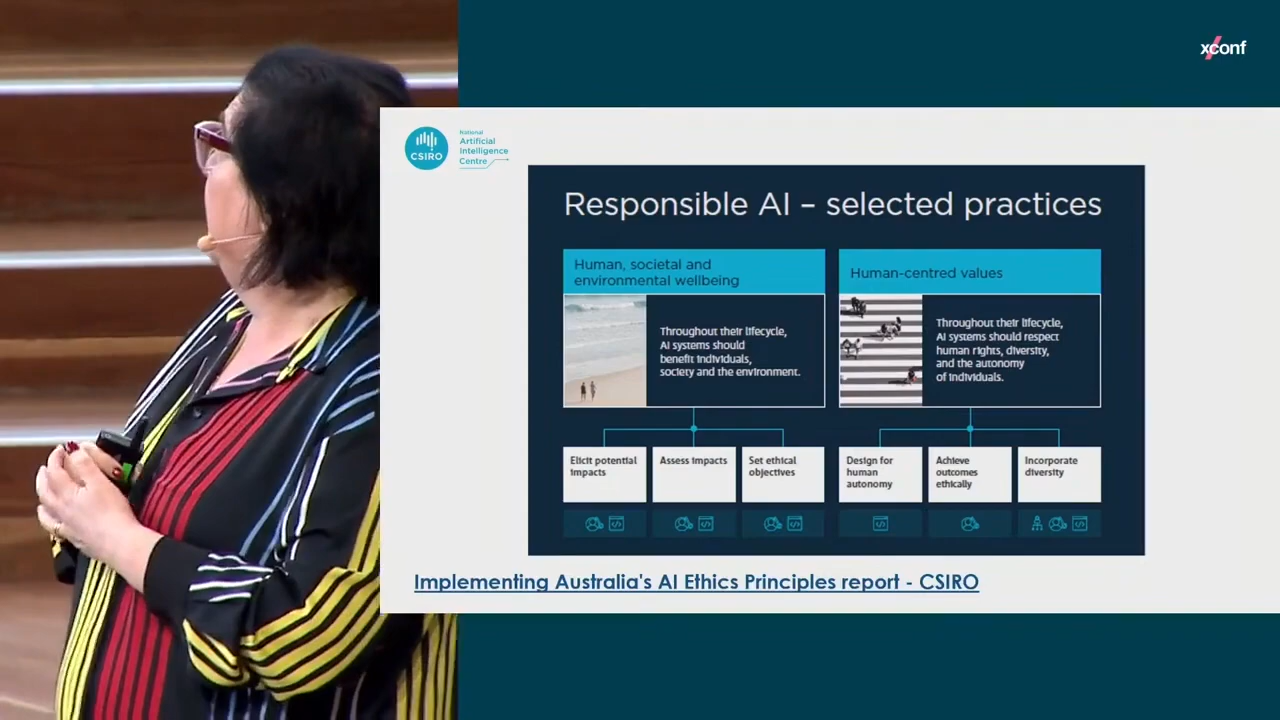 xconf
CSIRO
National
Artificial
Intelligence
Centre
Responsible AI – selected practices
Human, societal and
environmental wellbeing
Throughout their lifecycle,
AI systems should
benefit individuals,
society and the environment.
Elicit potential
impacts
Assess impacts
Set ethical
objectives
Human-centred values
Throughout their lifecycle,
AI systems should respect
human rights, diversity,
and the autonomy
of individuals.
Design for
human
autonomy
Achieve
outcomes
ethically
Incorporate
diversity
Implementing Australia's AI Ethics Principles report - CSIRO